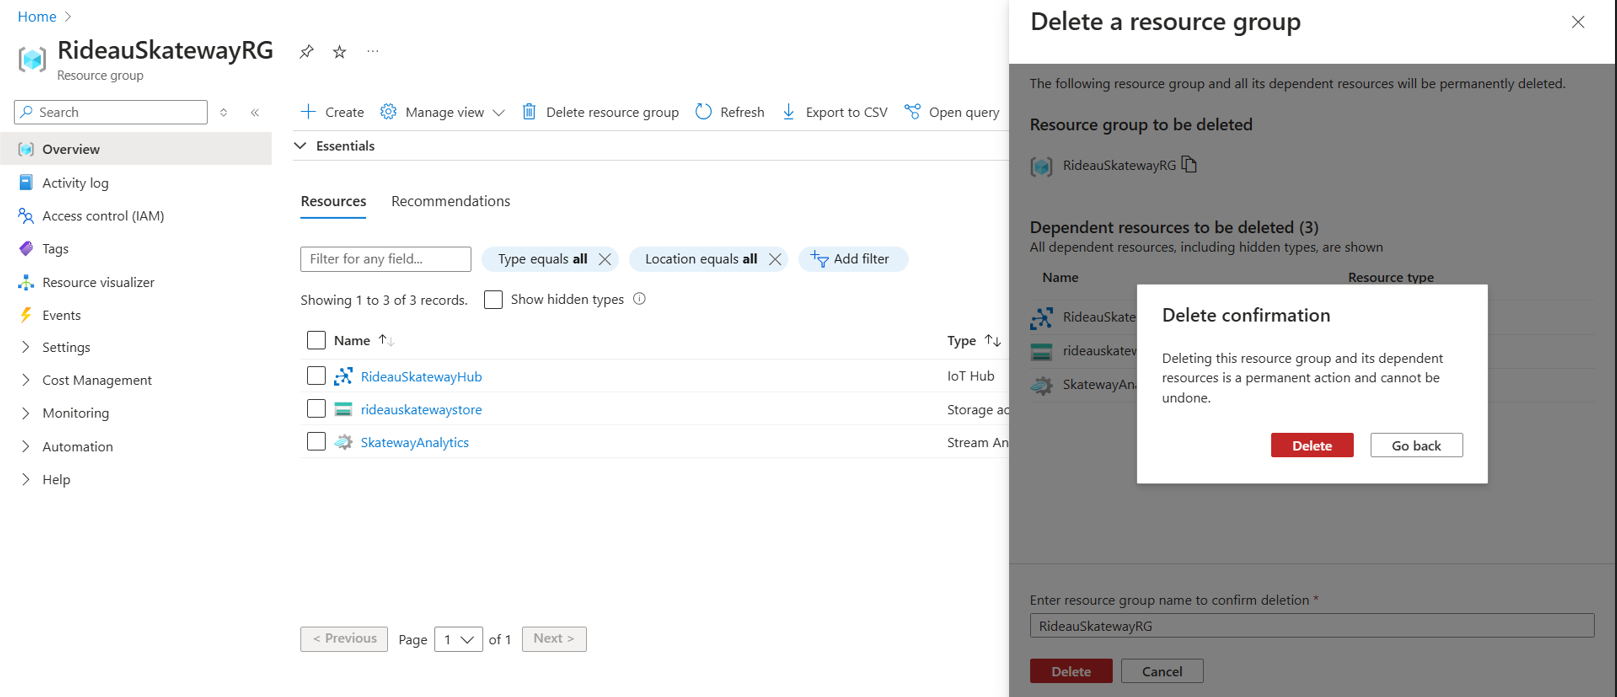 Home
RideauSkatewayRG
Resource group
Search
Overview
Activity log
Access control (IAM)
Tags
Resource visualizer
Events
Settings
Cost Management
Monitoring
Automation
Help
Create Manage view Delete resource group Refresh Export to CSV Open query
Essentials
Resources Recommendations
Filter for any field... Type equals all Location equals all Add filter
Showing 1 to 3 of 3 records. Show hidden types
Name Type
RideauSkatewayHub IoT Hub
rideauskatewaystore Storage ac
SkatewayAnalytics Stream An
< Previous Page 1 of 1 Next >
Delete a resource group
The following resource group and all its dependent resources will be permanently deleted.
Resource group to be deleted
RideauSkatewayRG
Dependent resources to be deleted (3)
All dependent resources, including hidden types, are shown
Name Resource type
RideauSkate
rideauskatew
SkatewayAna
Delete confirmation
Deleting this resource group and its dependent
resources is a permanent action and cannot be
undone.
Delete Go back
Enter resource group name to confirm deletion *
RideauSkatewayRG
Delete Cancel